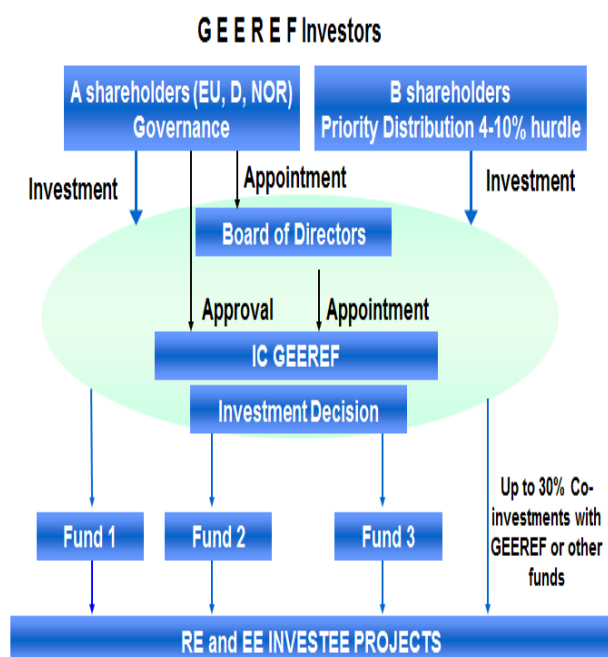 G E E R E F Investors
A shareholders (EU, D, NOR)
Governance
B shareholders
Priority Distribution 4-10% hurdle
Investment
Appointment
Investment
Board of Directors
Approval
Appointment
IC GEEREF
Investment Decision
Up to 30% Co-
investments with
GEEREF or other
funds
Fund 1
Fund 2
Fund 3
RE and EE INVESTEE PROJECTS